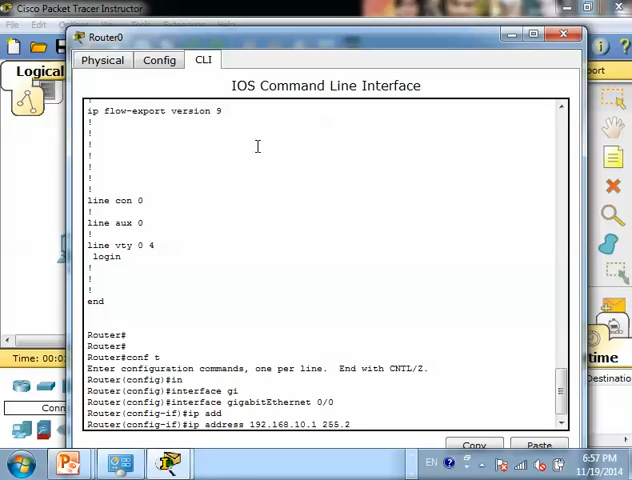 Cisco Packet Tracer Instructor
Router0
Logical
Physical
Config
CLI
IOS Command Line Interface
!
ip flow-export version 9
!
!
!
!
!
!
!
line con 0
!
line aux 0
!
line vty 0 4
login
!
!
!
end
Router#
Router#
Router#conf t
Enter configuration commands, one per line. End with CNTL/Z.
Router(config)#in
Router(config)#interface gi
Router(config)#interface gigabitEthernet 0/0
Router(config-if)#ip add
Router(config-if)#ip address 192.168.10.1 255.2
Copy
Paste
Time: 00:0
Conn
time
Destinatio
EN
6:57 PM
11/19/2014